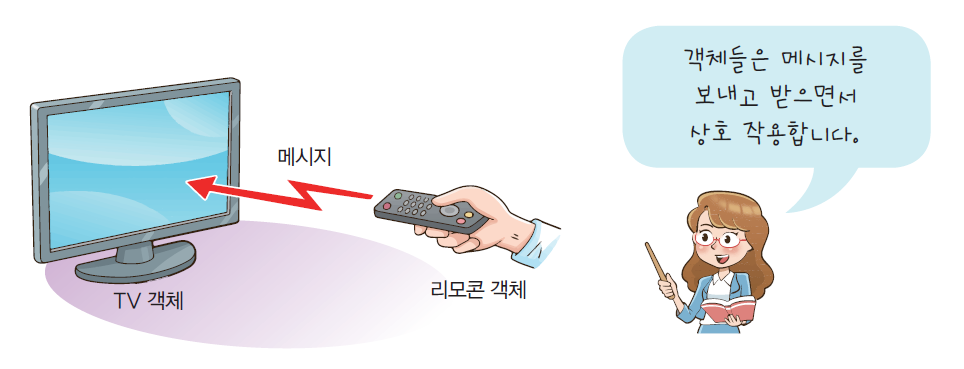 객체들은 메시지를
보내고 받으면서
상호 작용합니다.
메시지
리모콘 객체
TV 객체